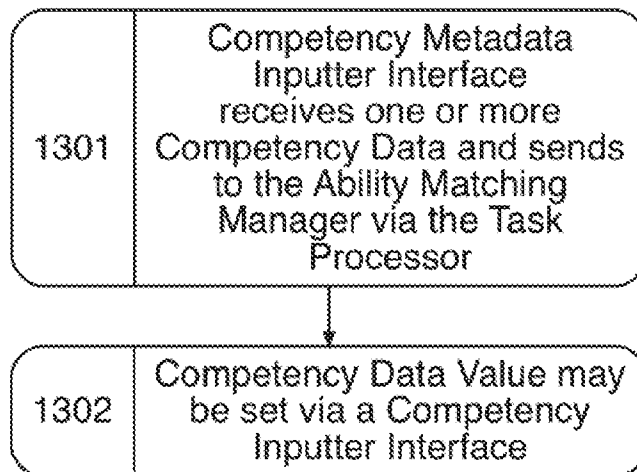 Competency Metadata
Inputter Interface
receives one or more
1301
Competency Data and sends
to the Ability Matching
Manager via the Task
Processor
Competency Data Value may
1302
be set via a Competency
Inputter Interface